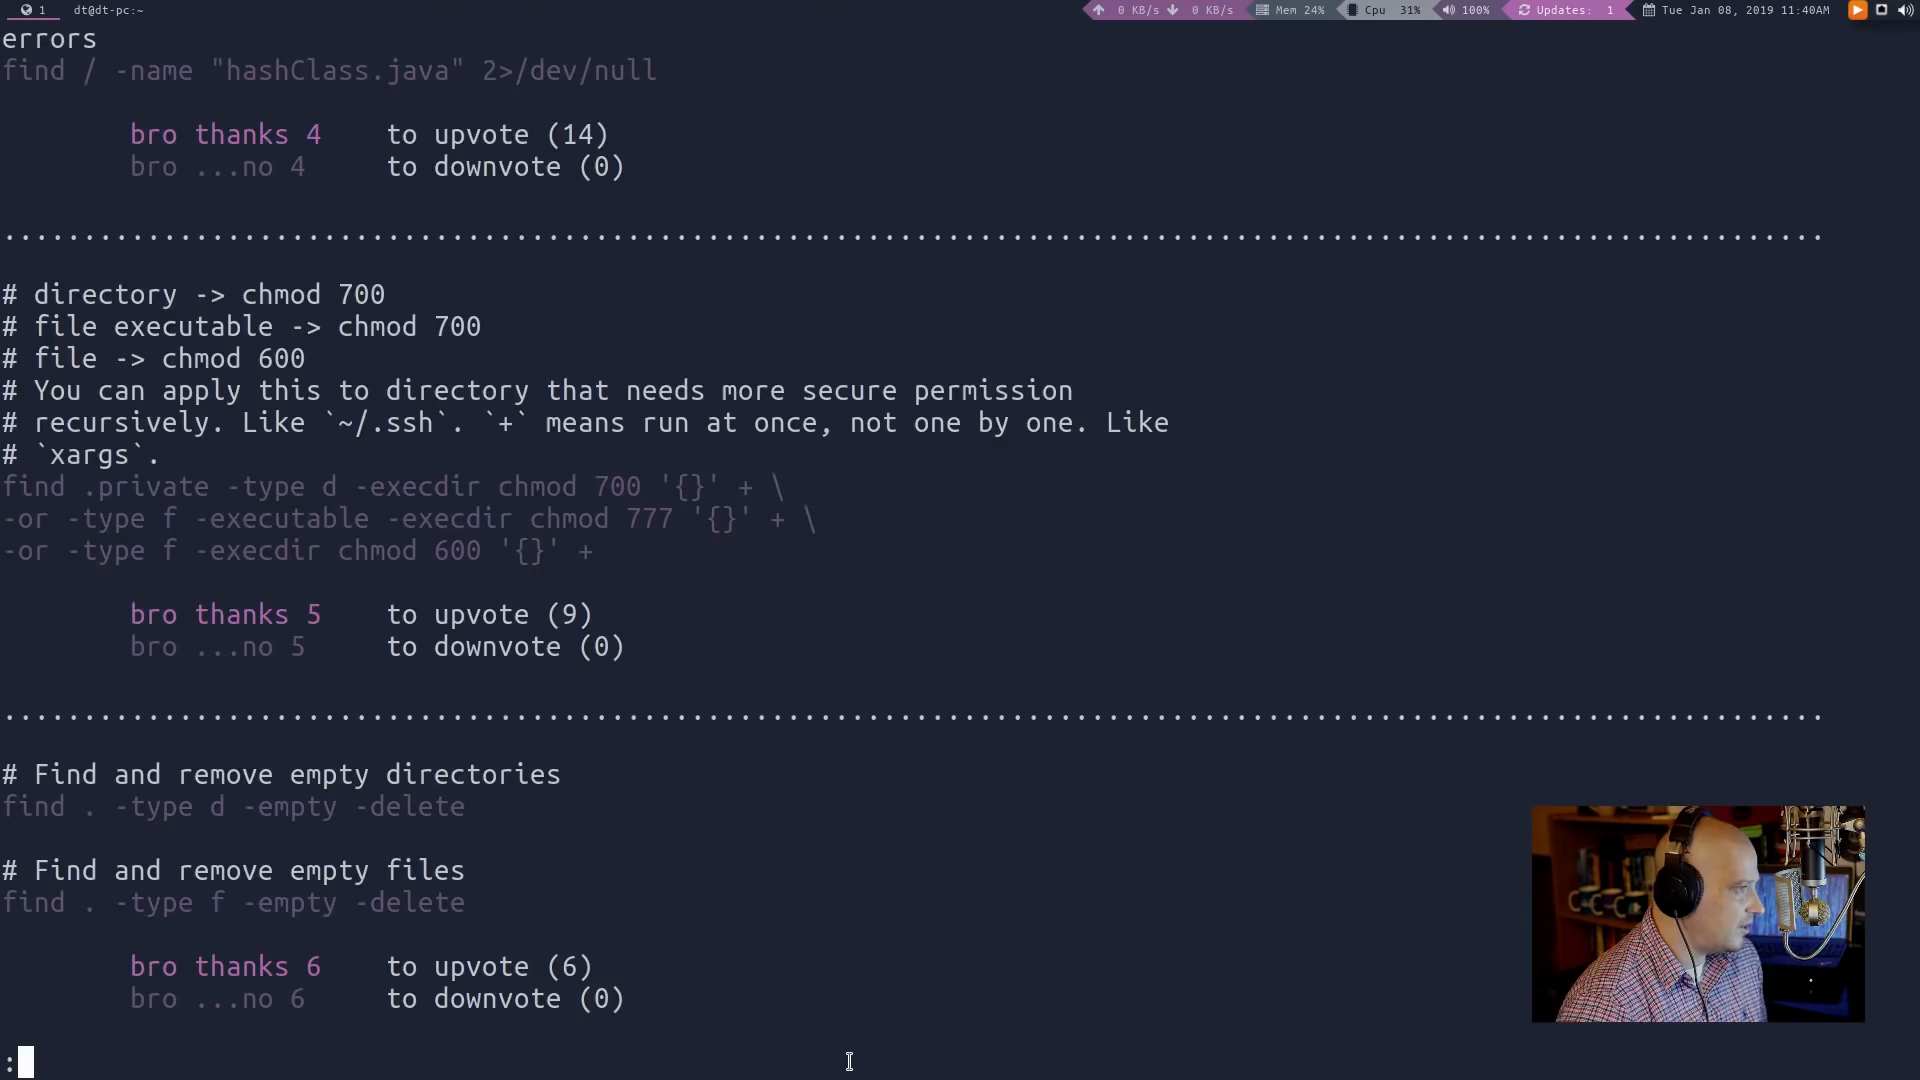 1 dt@dt-pc:~ 0 KB/s 0 KB/s Mem 24% Cpu 31% 100% Updates: 1 Tue Jan 08, 2019 11:40AM
errors
find / -name "hashClass.java" 2>/dev/null
bro thanks 4 to upvote (14)
bro ...no 4 to downvote (0)
# directory -> chmod 700
# file executable -> chmod 700
# file -> chmod 600
# You can apply this to directory that needs more secure permission
# recursively. Like `~/.ssh`. `+` means run at once, not one by one. Like
# `xargs`.
find .private -type d -execdir chmod 700 '{}' + \
-or -type f -executable -execdir chmod 777 '{}' + \
-or -type f -execdir chmod 600 '{}' +
bro thanks 5 to upvote (9)
bro ...no 5 to downvote (0)
# Find and remove empty directories
find . -type d -empty -delete
# Find and remove empty files
find . -type f -empty -delete
bro thanks 6 to upvote (6)
bro ...no 6 to downvote (0)
: